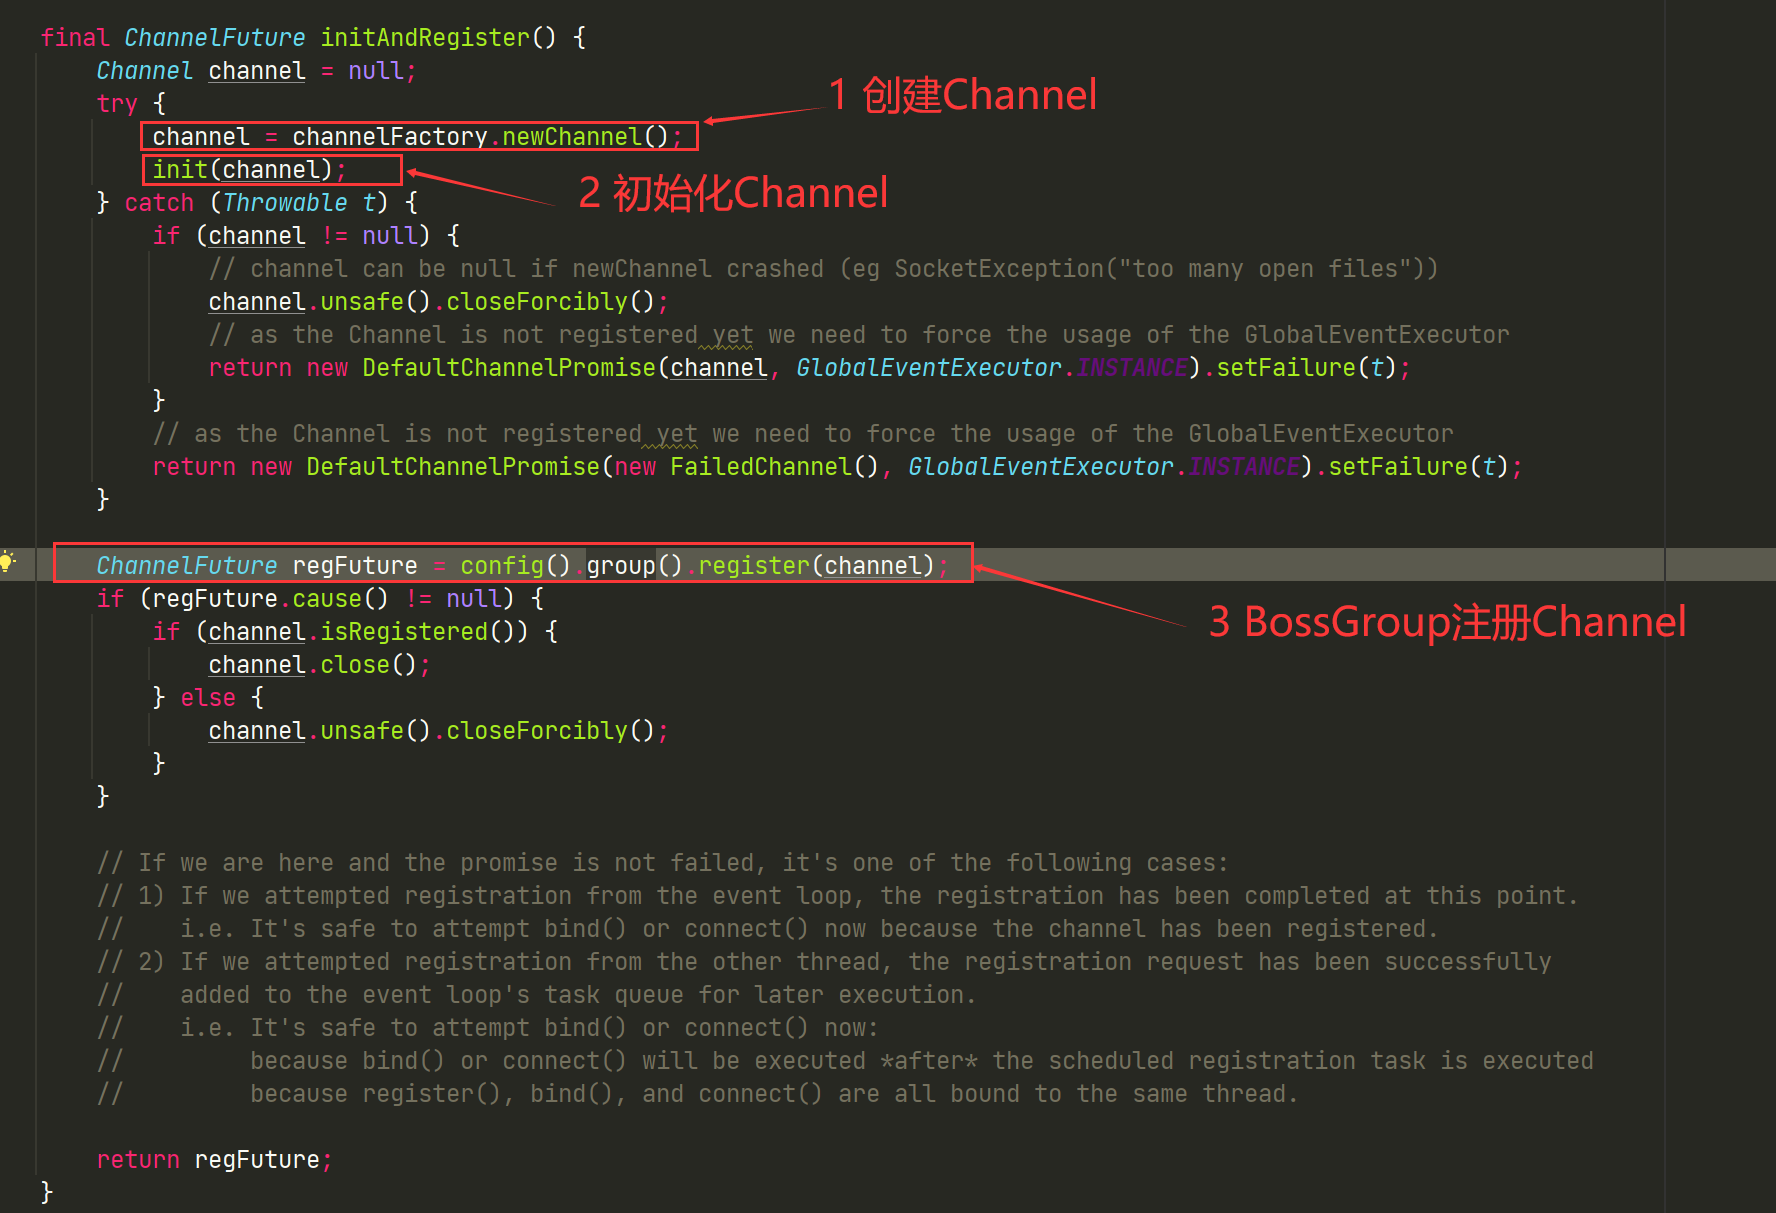 final ChannelFuture initAndRegister() {
Channel channel = null;
1 创建Channel
try {
channel = channelFactory.newChannel();
init(channel);
2 初始化Channel
} catch (Throwable t) {
if (channel != null) {
// channel can be null if newChannel crashed (eg SocketException("too many open files"))
channel.unsafe().closeForcibly();
// as the Channel is not registered yet we need to force the usage of the GlobalEventExecutor
return new DefaultChannelPromise(channel, GlobalEventExecutor.INSTANCE).setFailure(t);
}
// as the Channel is not registered yet we need to force the usage of the GlobalEventExecutor
return new DefaultChannelPromise(new FailedChannel(), GlobalEventExecutor.INSTANCE).setFailure(t);
}
ChannelFuture regFuture = config().group().register(channel);
if (regFuture.cause() != null) {
3 BossGroup注册Channel
if (channel.isRegistered()) {
channel.close();
} else {
channel.unsafe().closeForcibly();
}
}
// If we are here and the promise is not failed, it's one of the following cases:
// 1) If we attempted registration from the event loop, the registration has been completed at this point.
// i.e. It's safe to attempt bind() or connect() now because the channel has been registered.
// 2) If we attempted registration from the other thread, the registration request has been successfully
// added to the event loop's task queue for later execution.
// i.e. It's safe to attempt bind() or connect() now:
// because bind() or connect() will be executed *after* the scheduled registration task is executed
// because register(), bind(), and connect() are all bound to the same thread.
return regFuture;
}